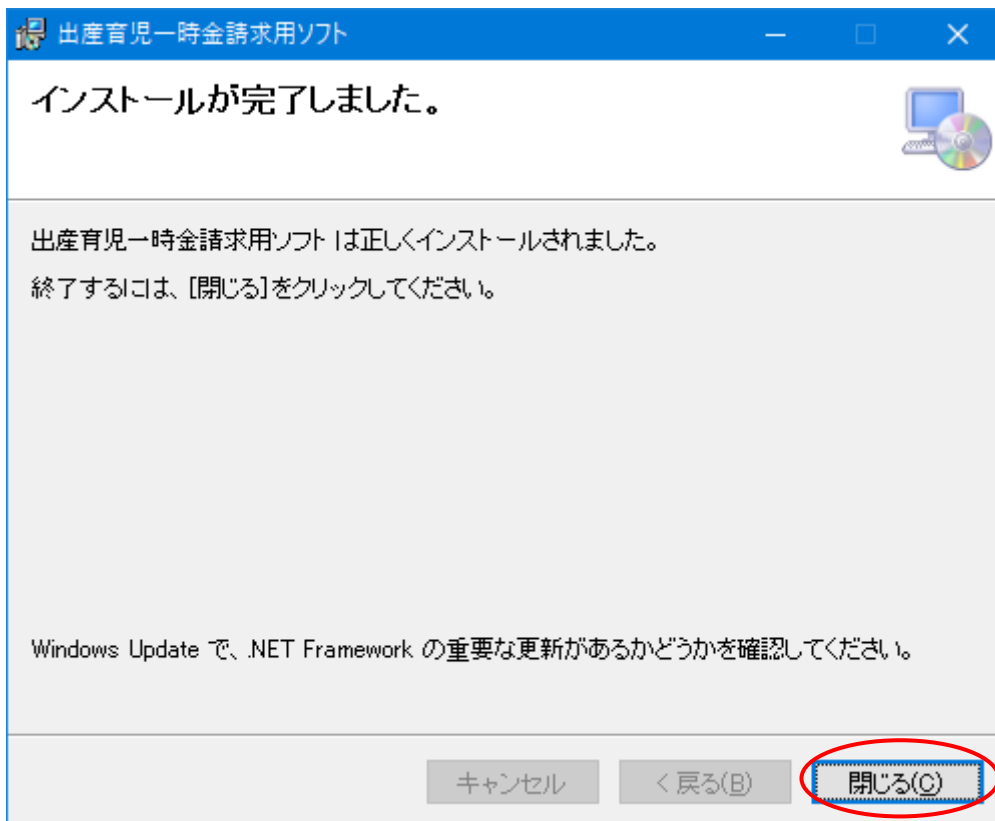 出産育児一時金請求用ソフト
インストールが完了しました。
出産育児一時金請求用ソフト は正しくインストールされました。
終了するには、[閉じる]をクリックしてください。
Windows Update で、.NET Framework の重要な更新があるかどうかを確認してください。
キャンセル
< 戻る(B)
閉じる(C)